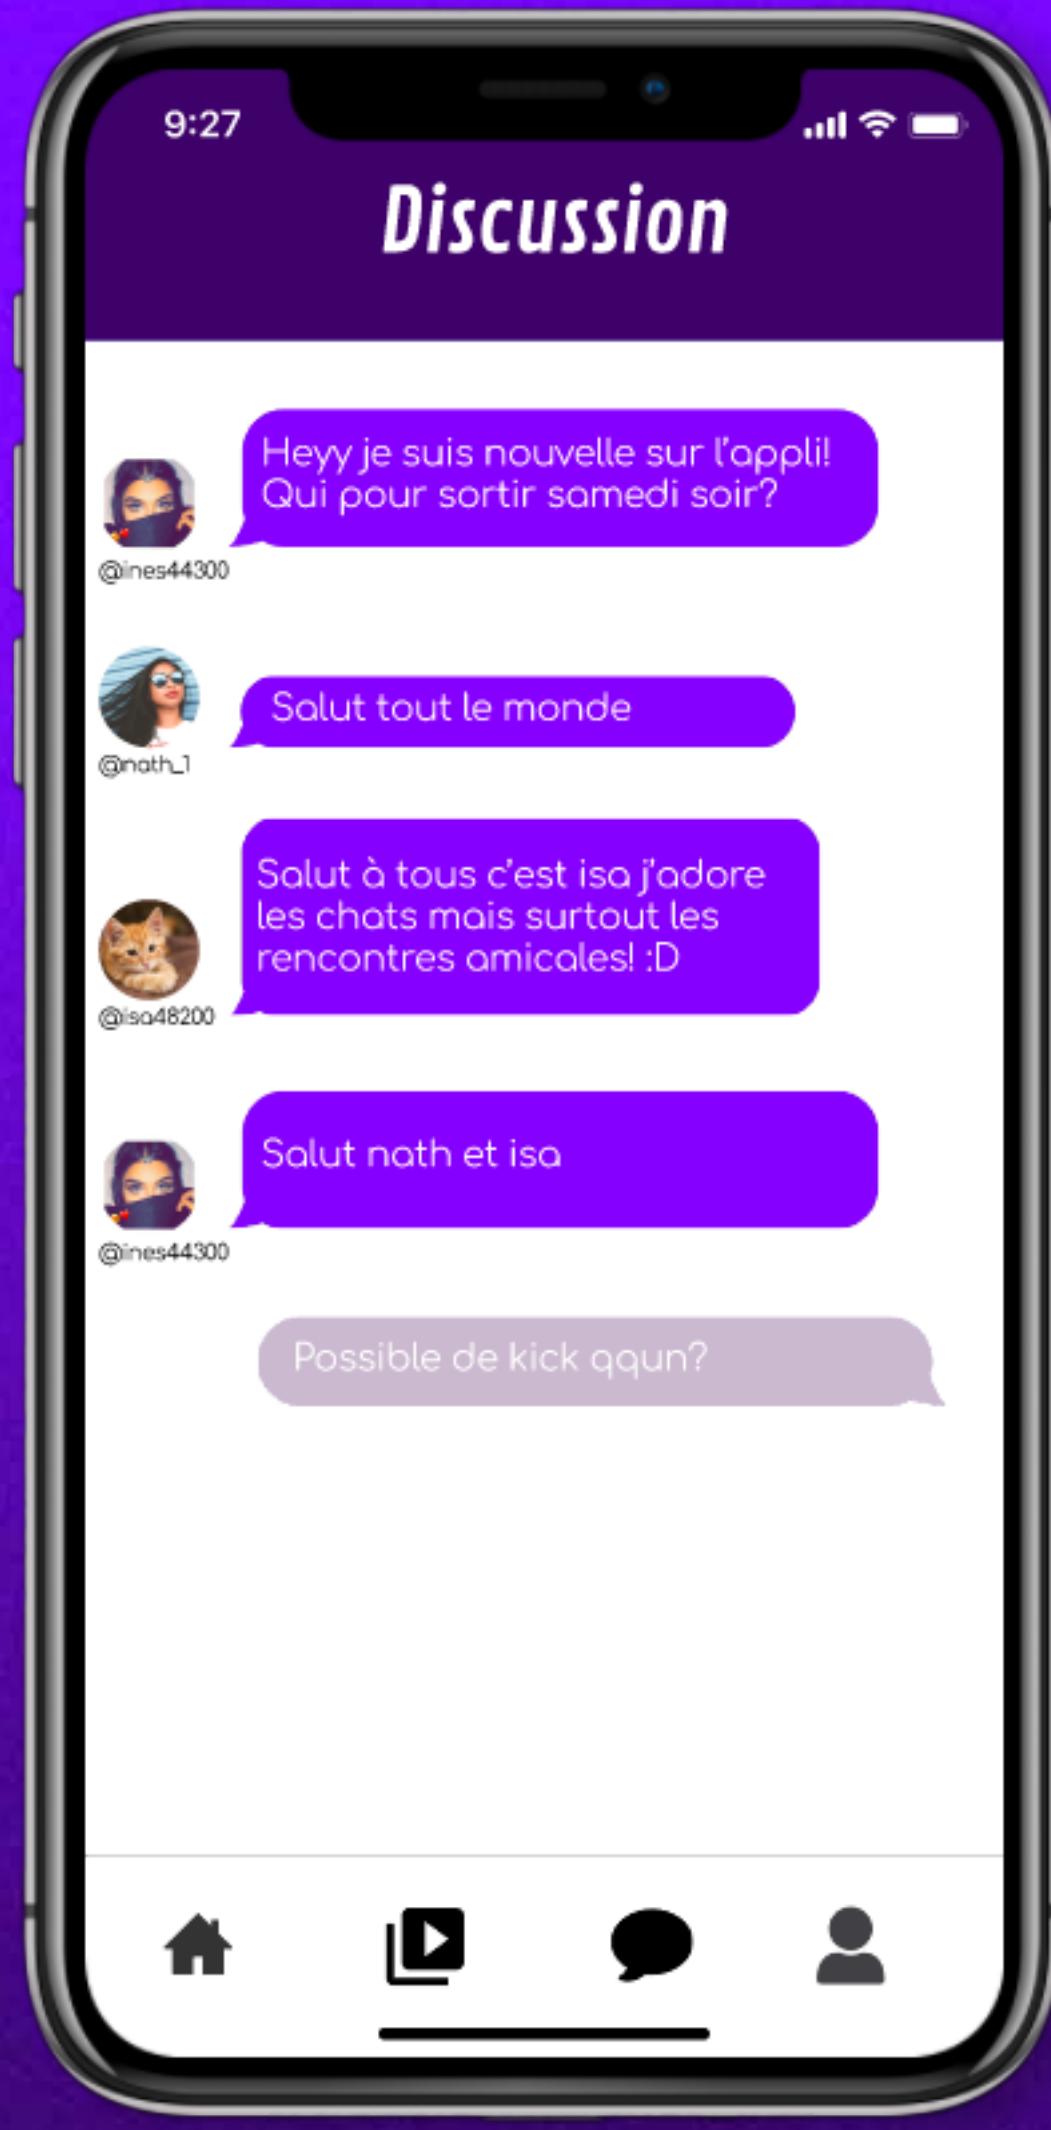 9:27
Discussion
Heyy je suis nouvelle sur l'appli!
Qui pour sortir samedi soir?
@ines44300
Salut tout le monde
@nath_1
Salut à tous c'est isa j'adore
les chats mais surtout les
rencontres amicales! :D
@isa48200
Salut nath et isa
@ines44300
Possible de kick qqun?